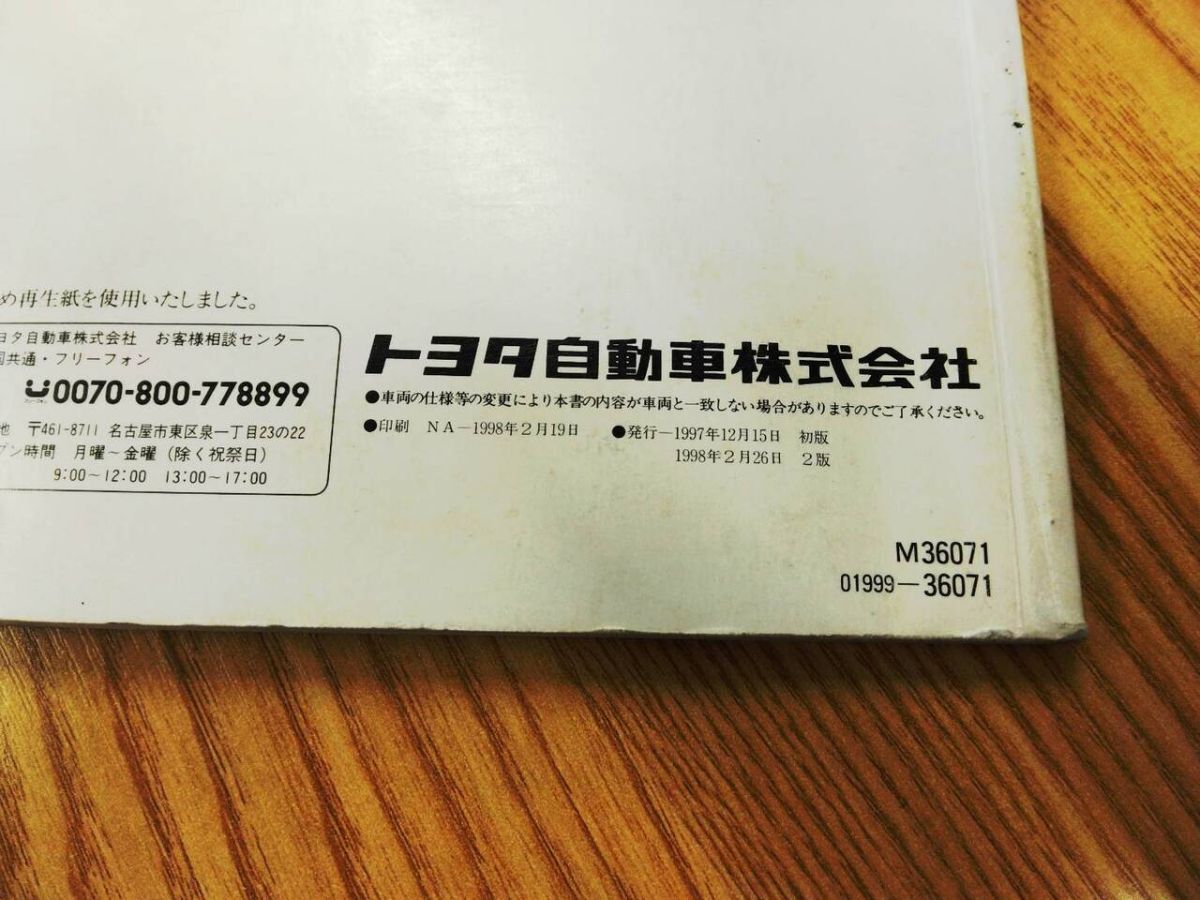 め再生紙を使用いたしました。
ヨタ自動車株式会社 お客様相談センター
国共通・フリーフォン
0070-800-778899
地 〒461-8711 名古屋市東区泉一丁目23の22
プン時間 月曜～金曜（除く祝祭日）
9:00～12:00 13:00～17:00
トヨタ自動車株式会社
●車両の仕様等の変更により本書の内容が車両と一致しない場合がありますのでご了承ください。
●印刷 NA－1998年2月19日 ●発行－1997年12月15日 初版
1998年2月26日 2版
M36071
01999－36071